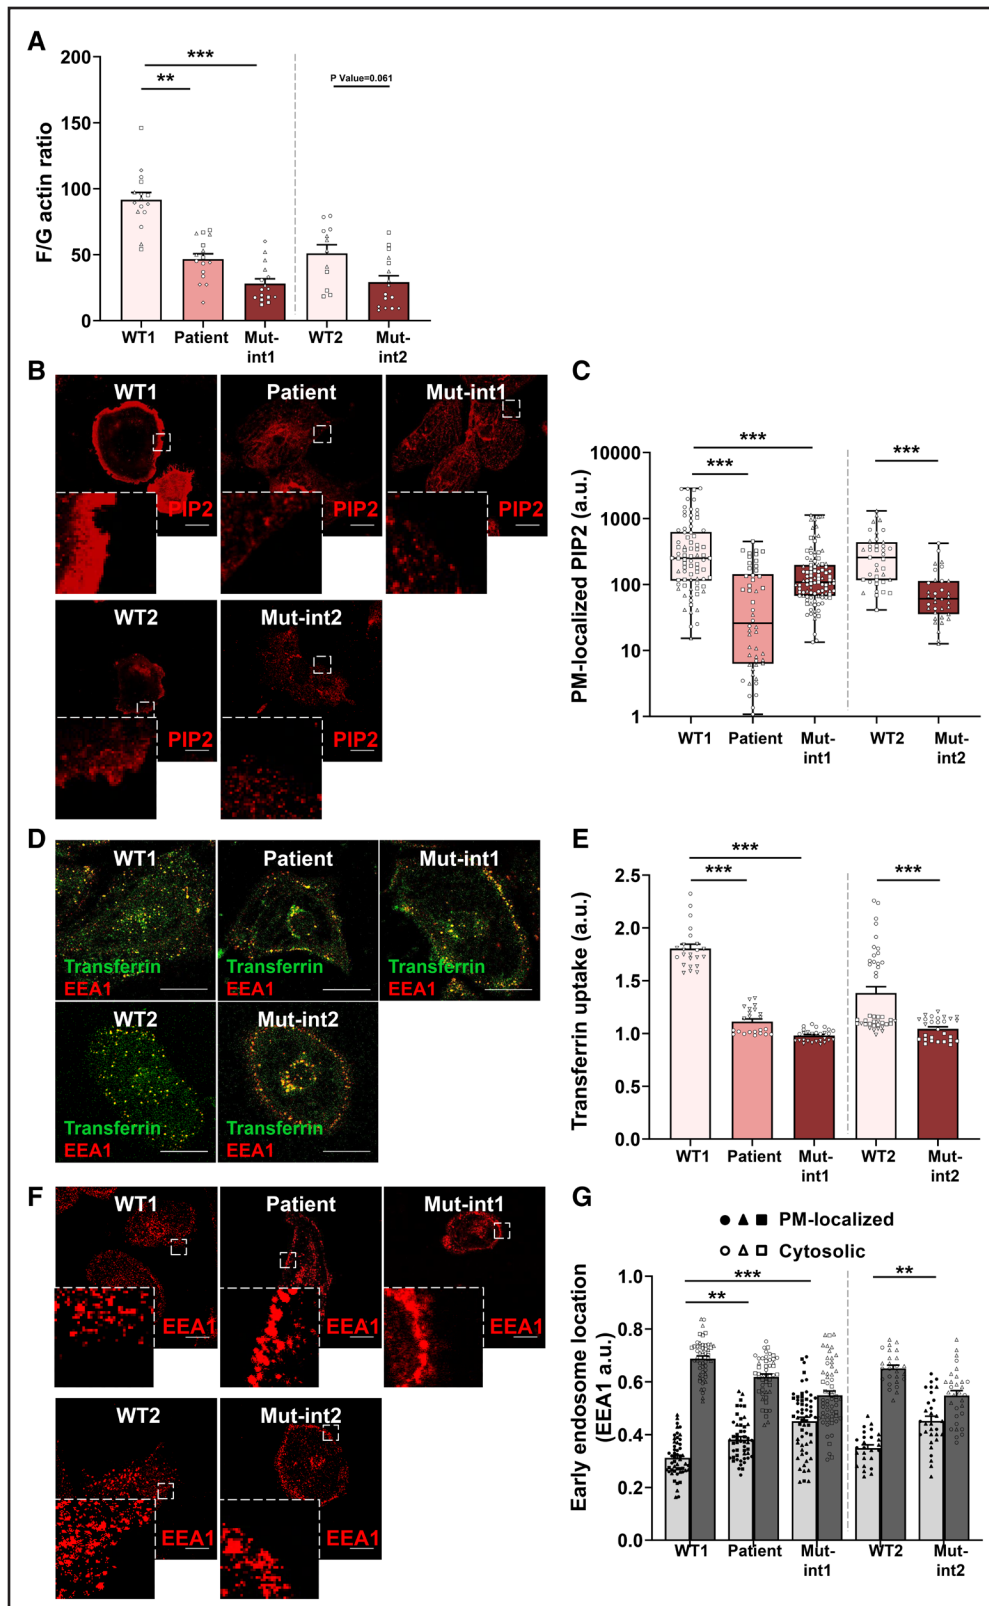 A
200
150
100
50
0
F/G actin ratio
***
**
P Value=0.061
WT1 Patient Mut-int1 WT2 Mut-int2
B
WT1 Patient Mut-int1
PIP2 PIP2 PIP2
WT2 Mut-int2
PIP2 PIP2
C
10000
1000
100
10
1
PM-localized PIP2 (a.u.)
***
*** ***
WT1 Patient Mut-int1 WT2 Mut-int2
D
WT1 Patient Mut-int1
Transferrin Transferrin Transferrin
EEA1 EEA1 EEA1
WT2 Mut-int2
Transferrin Transferrin
EEA1 EEA1
E
2.5
2.0
1.5
1.0
0.5
0.0
Transferrin uptake (a.u.)
***
*** ***
WT1 Patient Mut-int1 WT2 Mut-int2
F
WT1 Patient Mut-int1
EEA1 EEA1 EEA1
WT2 Mut-int2
EEA1 EEA1
G
PM-localized
Cytosolic
1.0
0.8
0.6
0.4
0.2
0.0
Early endosome location
(EEA1 a.u.)
***
** **
WT1 Patient Mut-int1 WT2 Mut-int2